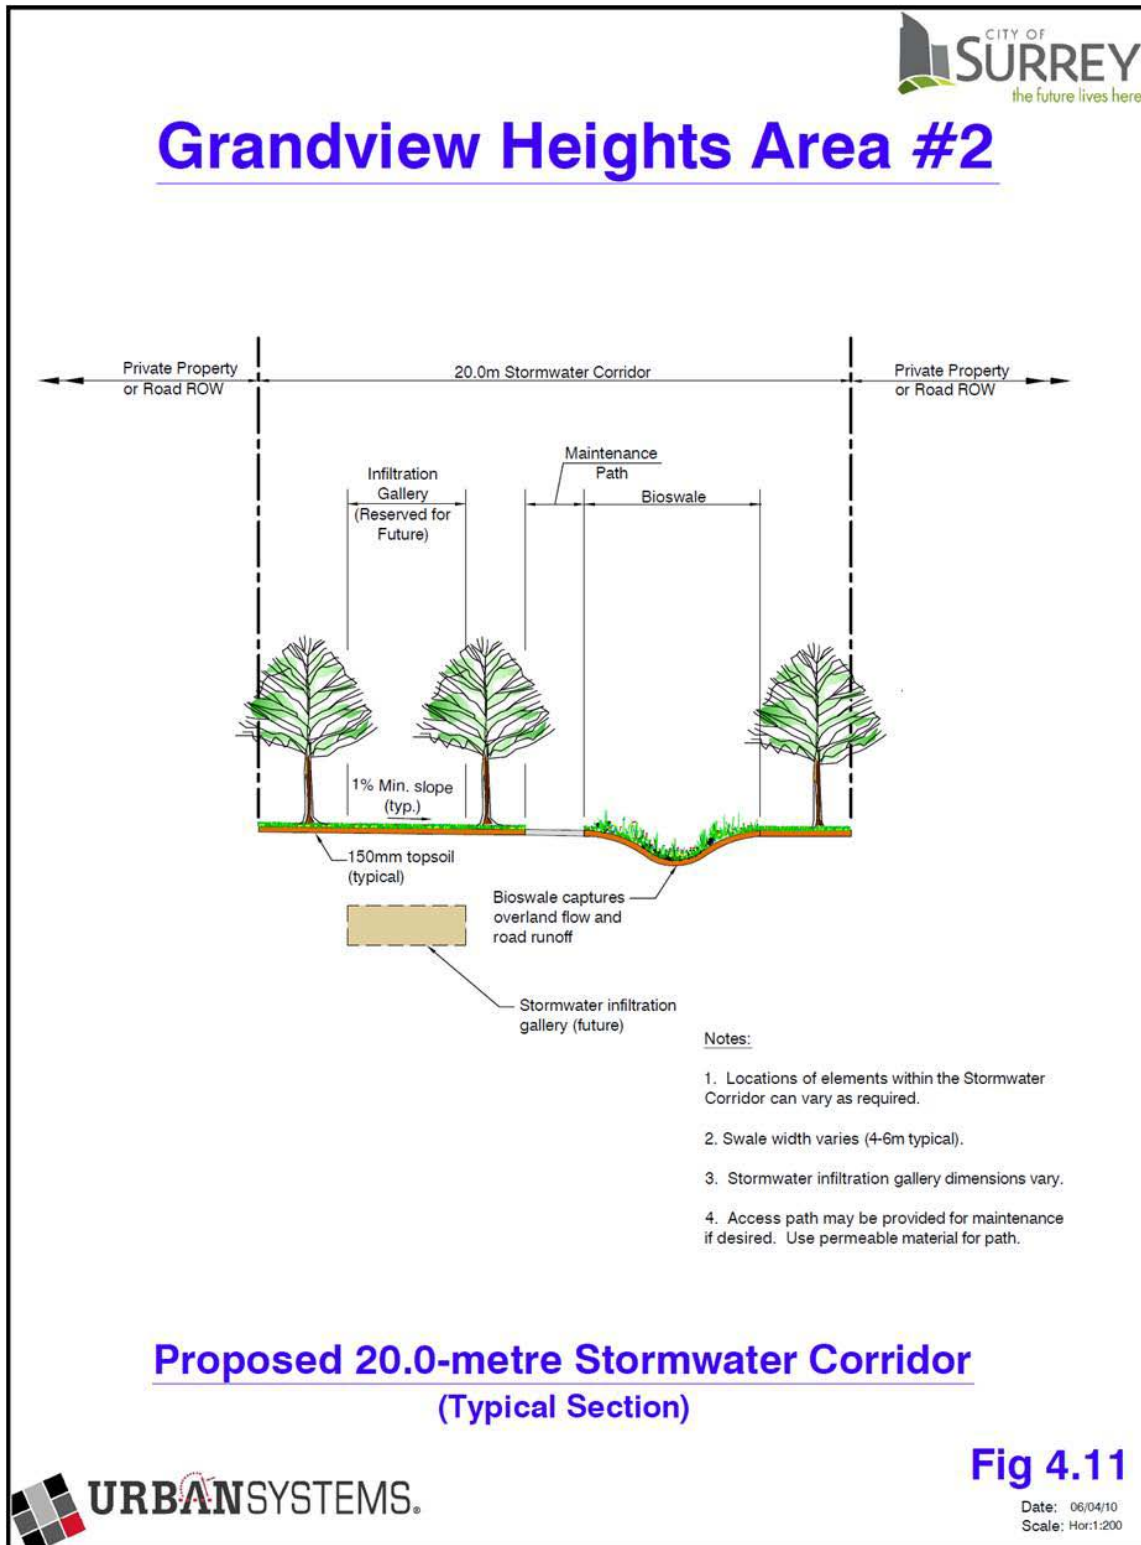 CITY OF
SURREY
the future lives here
Grandview Heights Area #2
Private Property
or Road ROW
20.0m Stormwater Corridor
Private Property
or Road ROW
Infiltration
Gallery
(Reserved for
Future)
Maintenance
Path
Bioswale
1% Min. slope
(typ.)
150mm topsoil
(typical)
Bioswale captures
overland flow and
road runoff
Stormwater infiltration
gallery (future)
Notes:
1. Locations of elements within the Stormwater
Corridor can vary as required.
2. Swale width varies (4-6m typical).
3. Stormwater infiltration gallery dimensions vary.
4. Access path may be provided for maintenance
if desired. Use permeable material for path.
Proposed 20.0-metre Stormwater Corridor
(Typical Section)
URBANSYSTEMS.
Fig 4.11
Date: 06/04/10
Scale: Hor:1:200